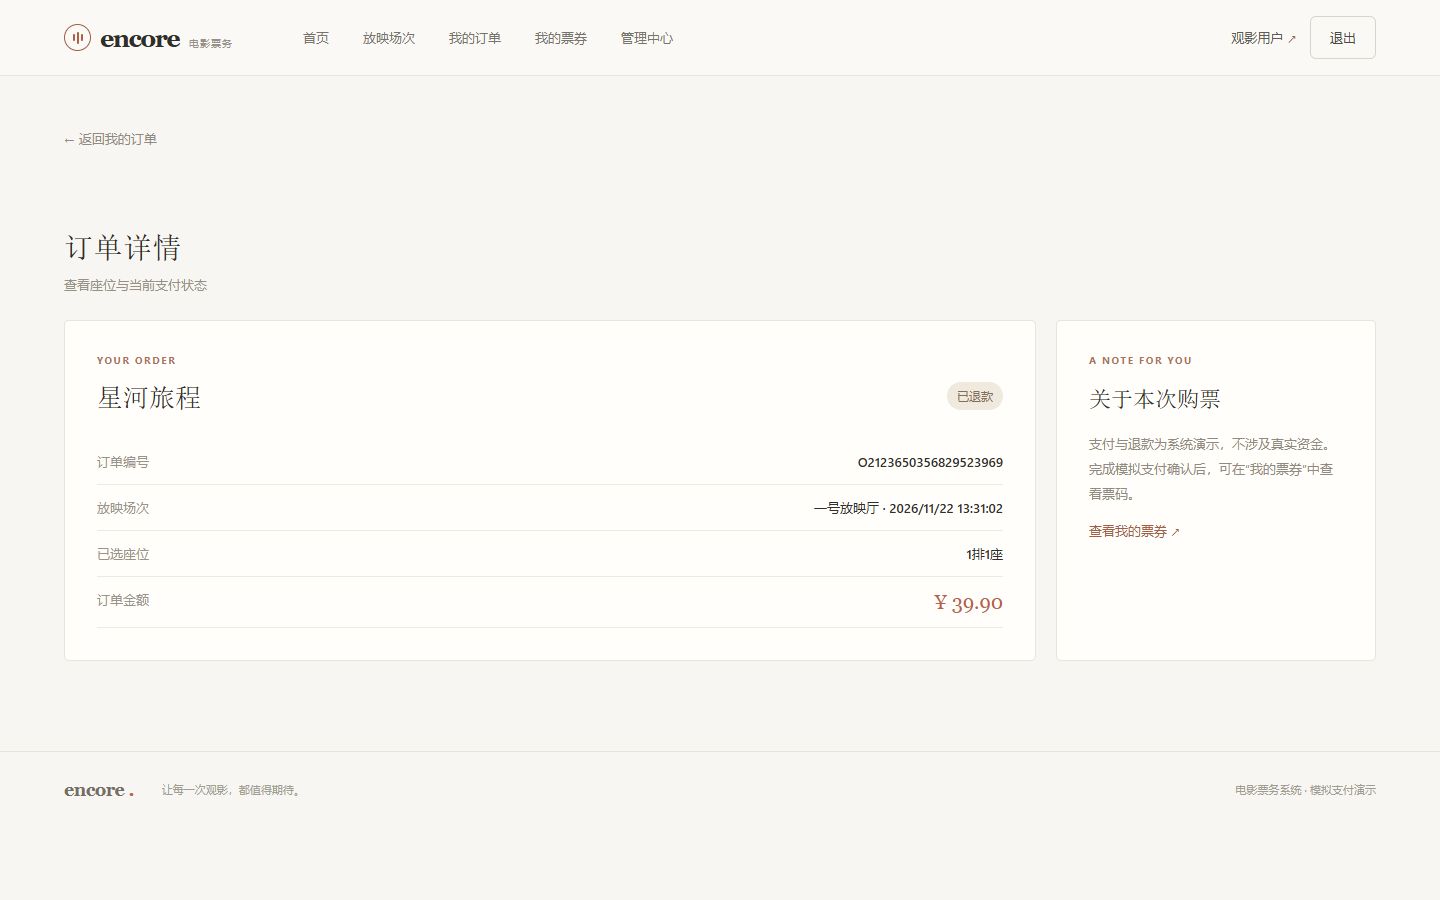 encore 电影票务 首页 放映场次 我的订单 我的票券 管理中心 观影用户 ↗ 退出
← 返回我的订单
订单详情
查看座位与当前支付状态
YOUR ORDER
星河旅程 已退款
订单编号 O2123650356829523969
放映场次 一号放映厅 · 2026/11/22 13:31:02
已选座位 1排1座
订单金额 ¥ 39.90
A NOTE FOR YOU
关于本次购票
支付与退款为系统演示，不涉及真实资金。
完成模拟支付确认后，可在“我的票券”中查
看票码。
查看我的票券 ↗
encore. 让每一次观影，都值得期待。 电影票务系统 · 模拟支付演示